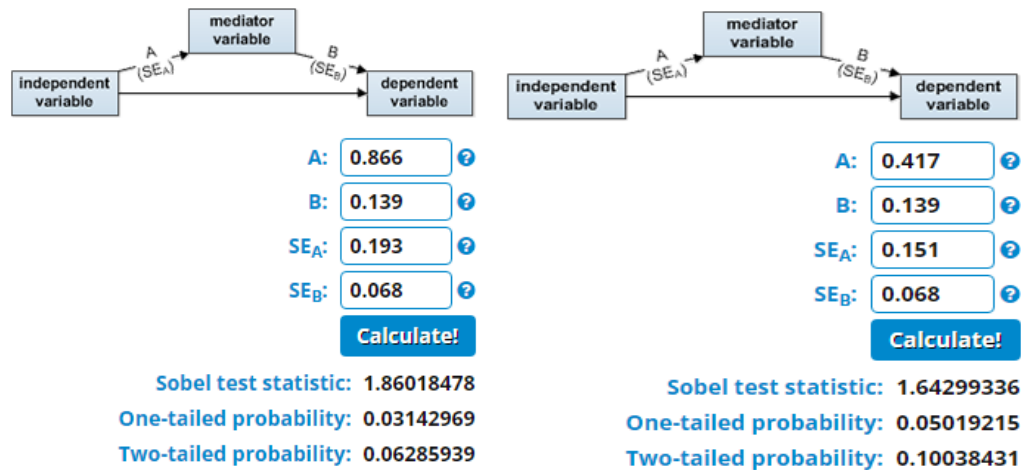 mediator
variable
A
(SEA)
B
(SEB)
independent
variable
dependent
variable
A: 0.866
B: 0.139
SEA: 0.193
SEB: 0.068
Calculate!
Sobel test statistic: 1.86018478
One-tailed probability: 0.03142969
Two-tailed probability: 0.06285939
mediator
variable
A
(SEA)
B
(SEB)
independent
variable
dependent
variable
A: 0.417
B: 0.139
SEA: 0.151
SEB: 0.068
Calculate!
Sobel test statistic: 1.64299336
One-tailed probability: 0.05019215
Two-tailed probability: 0.10038431